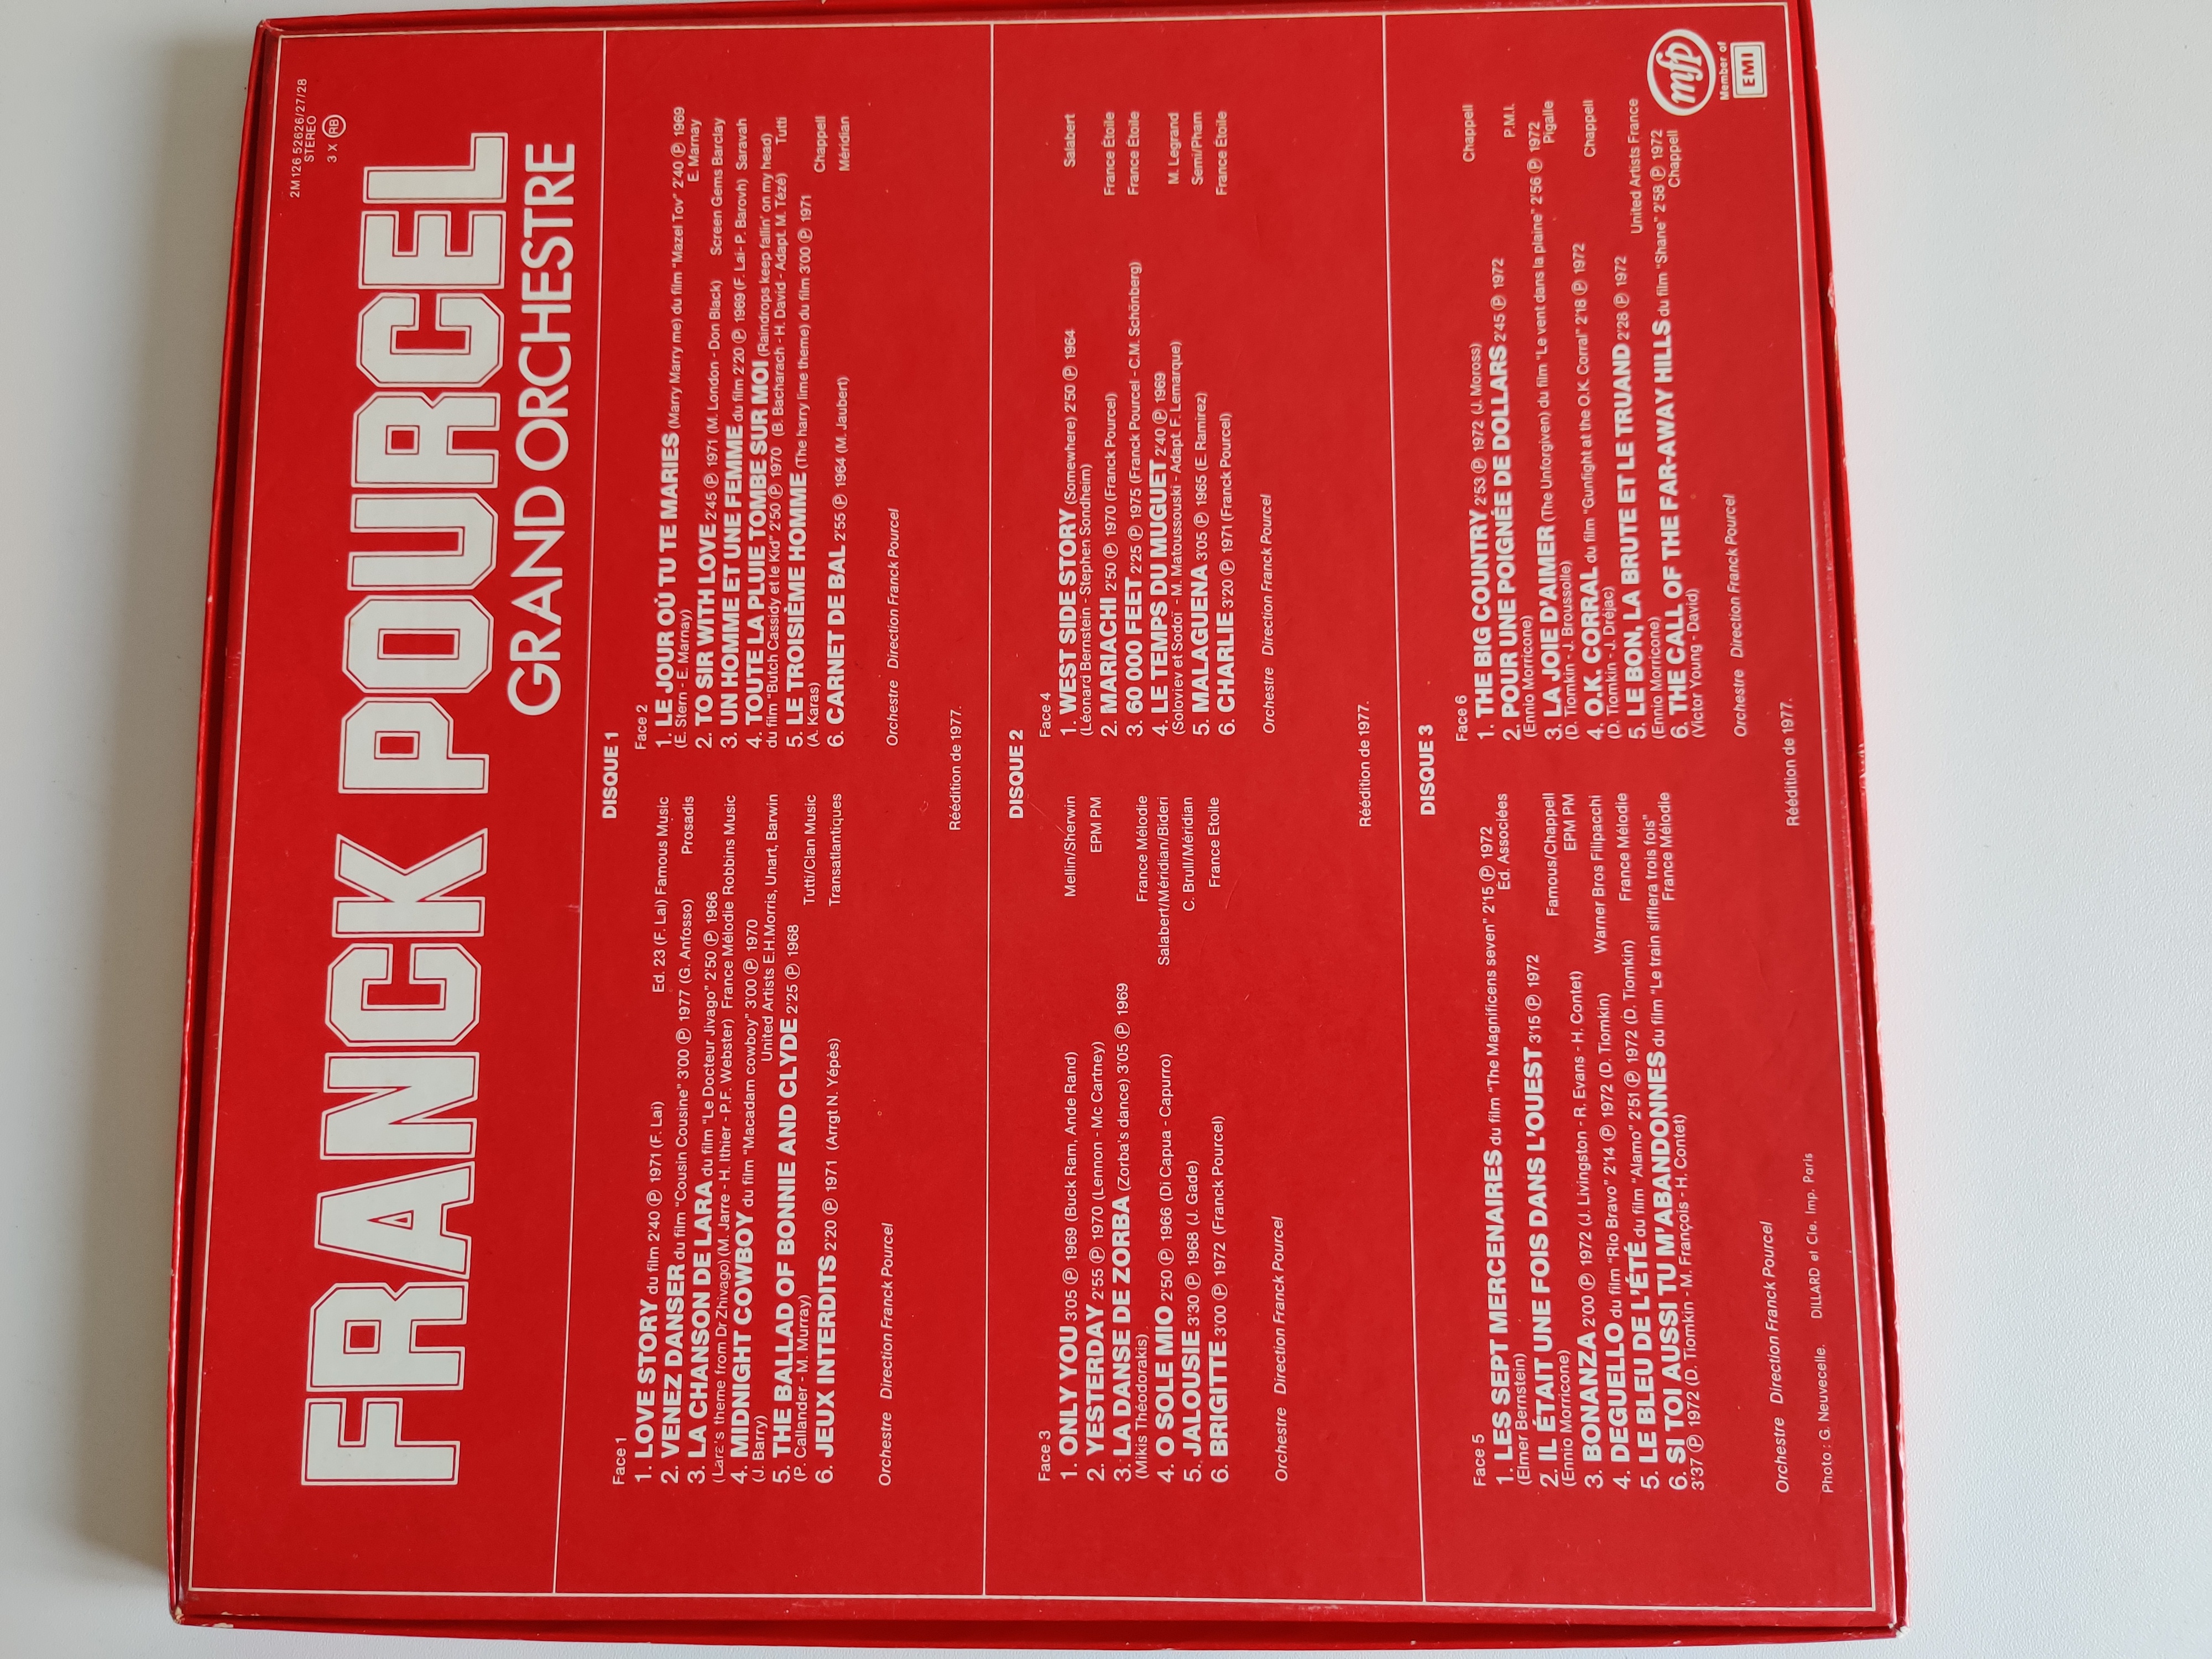 2M 126 52626/27/28
STEREO
3 X RB
FRANCK POURCEL
GRAND ORCHESTRE
DISQUE 1
Face 1
1. LOVE STORY du film 2'40 Ⓟ 1971 (F. Lai) Ed. 23 (F. Lai) Famous Music
2. VENEZ DANSER du film "Cousin Cousine" 3'00 Ⓟ 1977 (G. Anfosso) Prosadis
3. LA CHANSON DE LARA du film "Le Docteur Jivago" 2'50 Ⓟ 1966
(Lara's theme from Dr Zhivago) (M. Jarre - H. Ithier - P.F. Webster) France Mélodie Robbins Music
4. MIDNIGHT COWBOY du film "Macadam cowboy" 3'00 Ⓟ 1970
(J. Barry) United Artists E.H.Morris, Unart, Barwin
5. THE BALLAD OF BONNIE AND CLYDE 2'25 Ⓟ 1968
(P. Callander - M. Murray) Tutti/Clan Music
6. JEUX INTERDITS 2'20 Ⓟ 1971 (Arrgt N. Yépès) Transatlantiques
Orchestre Direction Franck Pourcel
Face 2
1. LE JOUR OÙ TU TE MARIES (Marry Marry me) du film "Mazel Tov" 2'40 Ⓟ 1969
(E. Stern - E. Marnay) E. Marnay
2. TO SIR WITH LOVE 2'45 Ⓟ 1971 (M. London - Don Black) Screen Gems Barclay
3. UN HOMME ET UNE FEMME du film 2'20 Ⓟ 1969 (F. Lai - P. Barovh) Saravah
4. TOUTE LA PLUIE TOMBE SUR MOI (Raindrops keep fallin' on my head)
du film "Butch Cassidy et le Kid" 2'50 Ⓟ 1970 (B. Bacharach - H. David - Adapt. M. Tézé) Tutti
5. LE TROISIÈME HOMME (The harry lime theme) du film 3'00 Ⓟ 1971
(A. Karas) Chappell
6. CARNET DE BAL 2'55 Ⓟ 1964 (M. Jaubert) Méridian
Orchestre Direction Franck Pourcel
Réédition de 1977.
DISQUE 2
Face 3
1. ONLY YOU 3'05 Ⓟ 1969 (Buck Ram, Ande Rand) Mellin/Sherwin
2. YESTERDAY 2'55 Ⓟ 1970 (Lennon - Mc Cartney) EPM PM
3. LA DANSE DE ZORBA (Zorba's dance) 3'05 Ⓟ 1969
(Mikis Théodorakis) France Mélodie
4. O SOLE MIO 2'50 Ⓟ 1966 (Di Capua - Capurro) Salabert/Méridian/Bideri
5. JALOUSIE 3'30 Ⓟ 1968 (J. Gade) C. Brull/Méridian
6. BRIGITTE 3'00 Ⓟ 1972 (Franck Pourcel) France Etoile
Orchestre Direction Franck Pourcel
Face 4
1. WEST SIDE STORY (Somewhere) 2'50 Ⓟ 1964 Salabert
(Léonard Bernstein - Stephen Sondheim)
2. MARIACHI 2'50 Ⓟ 1970 (Franck Pourcel) France Étoile
3. 60 000 FEET 2'25 Ⓟ 1975 (Franck Pourcel - C.M. Schönberg) France Étoile
4. LE TEMPS DU MUGUET 2'40 Ⓟ 1969
(Soloviev et Sodoï - M. Matoussouski - Adapt. F. Lemarque) M. Legrand
5. MALAGUENA 3'05 Ⓟ 1965 (E. Ramirez) Semi/Pham
6. CHARLIE 3'20 Ⓟ 1971 (Franck Pourcel) France Étoile
Orchestre Direction Franck Pourcel
Réédition de 1977.
DISQUE 3
Face 5
1. LES SEPT MERCENAIRES du film "The Magnificens seven" 2'15 Ⓟ 1972
(Elmer Bernstein) Éd. Associées
2. IL ÉTAIT UNE FOIS DANS L'OUEST 3'15 Ⓟ 1972
(Ennio Morricone) Famous/Chappell
3. BONANZA 2'00 Ⓟ 1972 (J. Livingston - R. Evans - H. Contet) EPM PM
4. DEGUELLO du film "Rio Bravo" 2'14 Ⓟ 1972 (D. Tiomkin) Warner Bros Filipacchi
5. LE BLEU DE L'ÉTÉ du film "Alamo" 2'51 Ⓟ 1972 (D. Tiomkin) France Mélodie
6. SI TOI AUSSI TU M'ABANDONNES du film "Le train sifflera trois fois"
3'37 Ⓟ 1972 (D. Tiomkin - M. François - H. Contet) France Mélodie
Orchestre Direction Franck Pourcel
Face 6
1. THE BIG COUNTRY 2'53 Ⓟ 1972 (J. Moross) Chappell
2. POUR UNE POIGNÉE DE DOLLARS 2'45 Ⓟ 1972
(Ennio Morricone) P.M.I.
3. LA JOIE D'AIMER (The Unforgiven) du film "Le vent dans la plaine" 2'56 Ⓟ 1972
(D. Tiomkin - J. Broussolle) Pigalle
4. O.K. CORRAL du film "Gunfight at the O.K. Corral" 2'18 Ⓟ 1972
(D. Tiomkin - J. Dréjac) Chappell
5. LE BON, LA BRUTE ET LE TRUAND 2'28 Ⓟ 1972
(Ennio Morricone) United Artists France
6. THE CALL OF THE FAR-AWAY HILLS du film "Shane" 2'58 Ⓟ 1972
(Victor Young - David) Chappell
Orchestre Direction Franck Pourcel
mfp
Member of
EMI
Réédition de 1977.
Photo : G. Neuvecelle. DILLARD et Cie. Imp. Paris